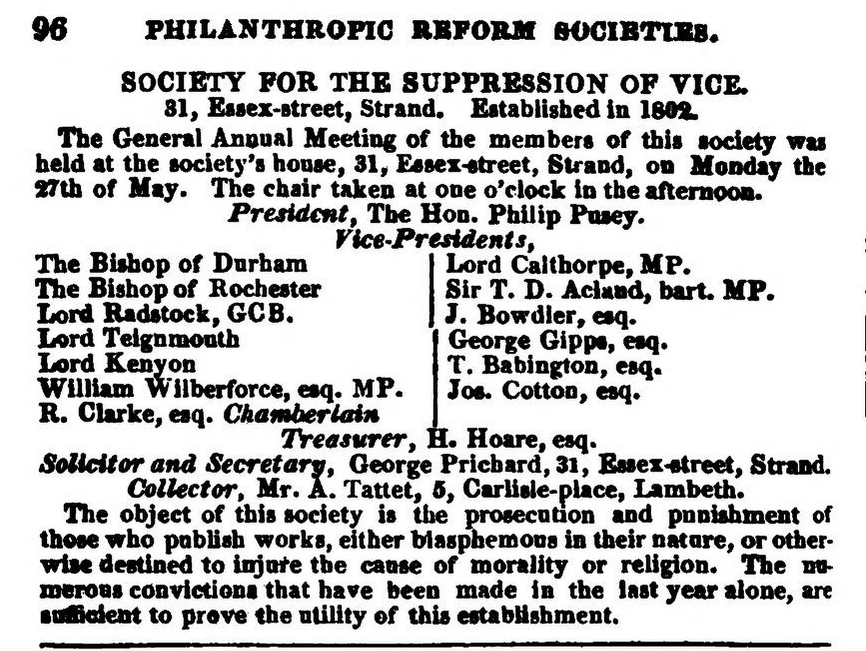 96 PHILANTHROPIC REFORM SOCIETIES.
SOCIETY FOR THE SUPPRESSION OF VICE.
31, Essex-street, Strand. Established in 1802.
The General Annual Meeting of the members of this society was
held at the society's house, 31, Essex-street, Strand, on Monday the
27th of May. The chair taken at one o'clock in the afternoon.
President, The Hon. Philip Pusey.
Vice-Presidents,
The Bishop of Durham
The Bishop of Rochester
Lord Radstock, GCB.
Lord Teignmouth
Lord Kenyon
William Wilberforce, esq. MP.
R. Clarke, esq. Chamberlain
Lord Calthorpe, MP.
Sir T. D. Acland, bart. MP.
J. Bowdler, esq.
George Gipps, esq.
T. Babington, esq.
Jos. Cotton, esq.
Treasurer, H. Hoare, esq.
Solicitor and Secretary, George Prichard, 31, Essex-street, Strand.
Collector, Mr. A. Tattet, 5, Carlisle-place, Lambeth.
The object of this society is the prosecution and punishment of
those who publish works, either blasphemous in their nature, or other-
wise destined to injure the cause of morality or religion. The nu-
merous convictions that have been made in the last year alone, are
sufficient to prove the utility of this establishment.